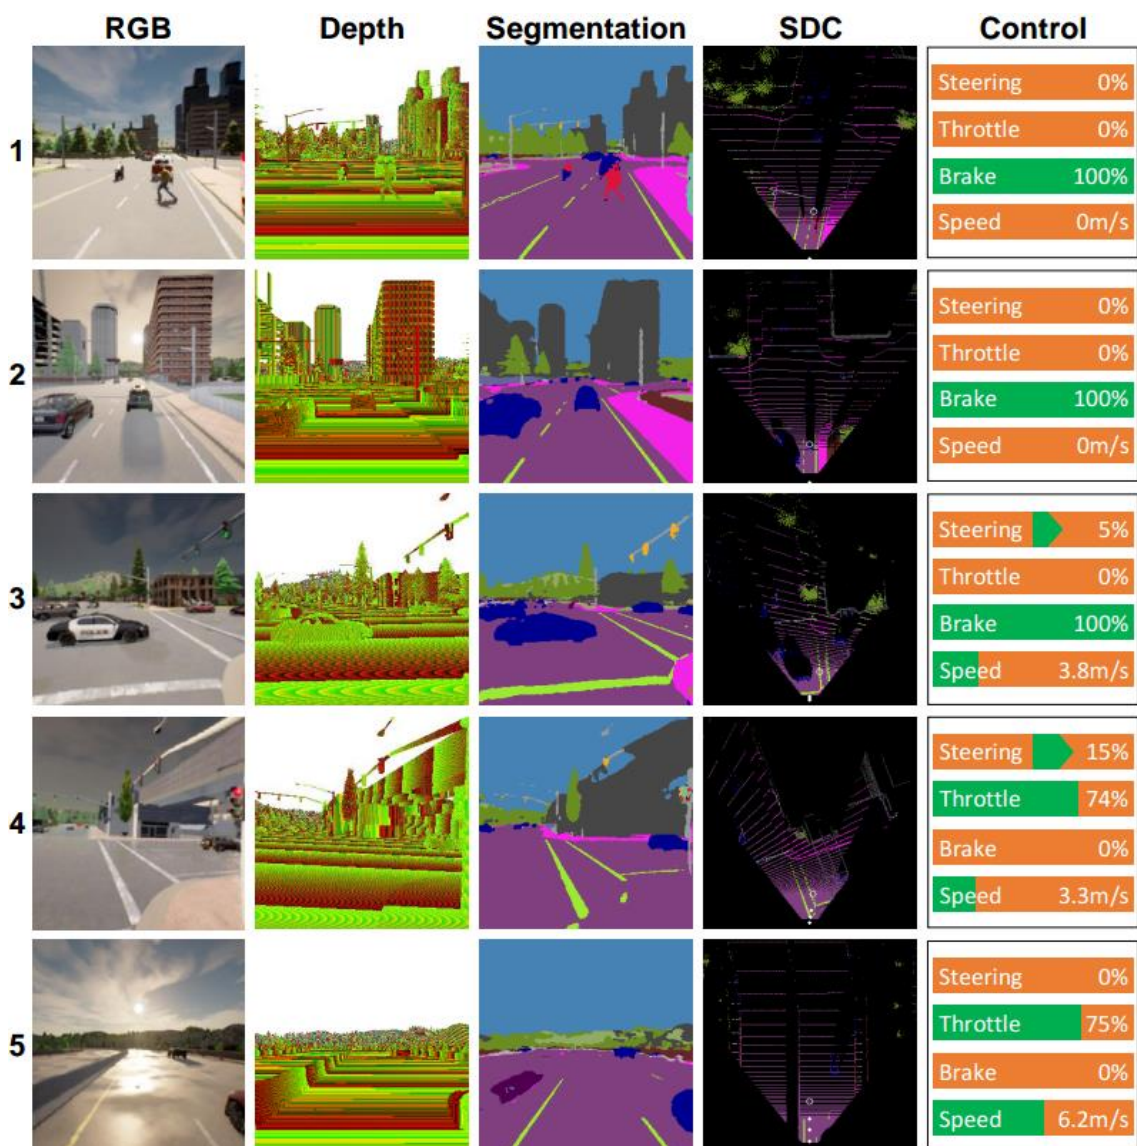 RGB Depth Segmentation SDC Control
1
Steering 0%
Throttle 0%
Brake 100%
Speed 0m/s
2
Steering 0%
Throttle 0%
Brake 100%
Speed 0m/s
3
POLICE
Steering 5%
Throttle 0%
Brake 100%
Speed 3.8m/s
4
Steering 15%
Throttle 74%
Brake 0%
Speed 3.3m/s
5
Steering 0%
Throttle 75%
Brake 0%
Speed 6.2m/s